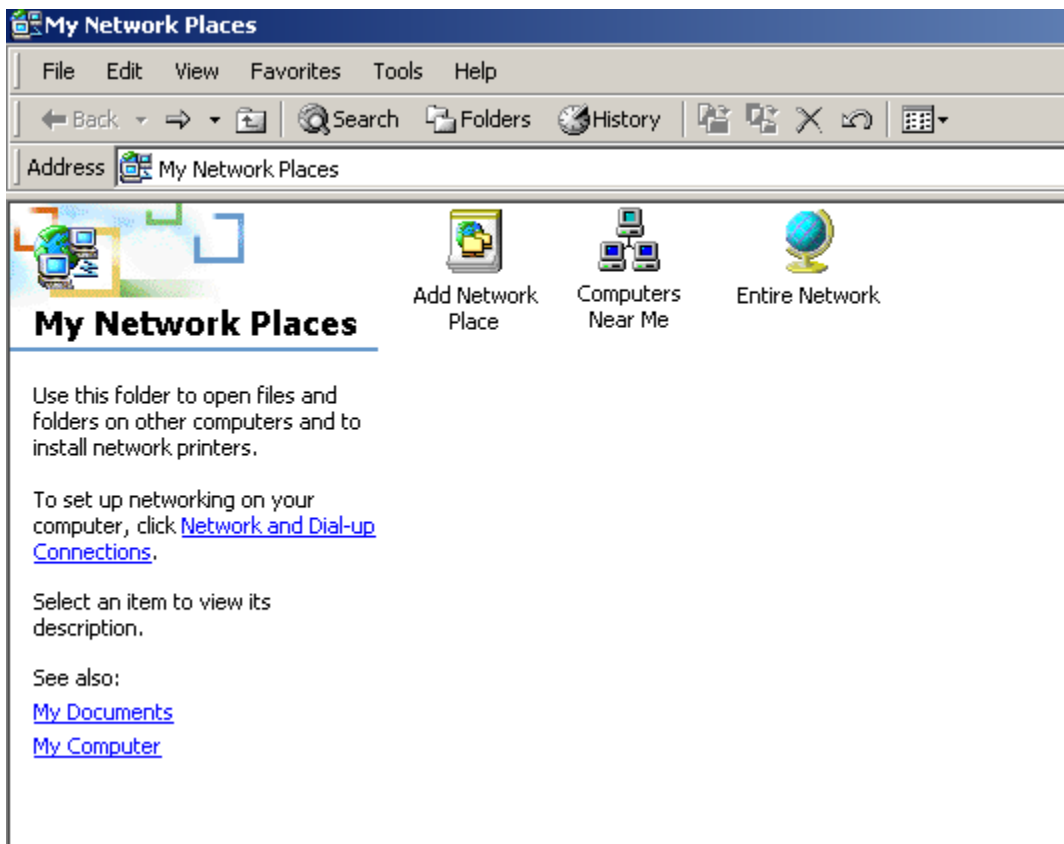 My Network Places
File Edit View Favorites Tools Help
Back Search Folders History
Address My Network Places
Add Network
Place
Computers
Near Me
Entire Network
My Network Places
Use this folder to open files and
folders on other computers and to
install network printers.
To set up networking on your
computer, click Network and Dial-up
Connections.
Select an item to view its
description.
See also:
My Documents
My Computer